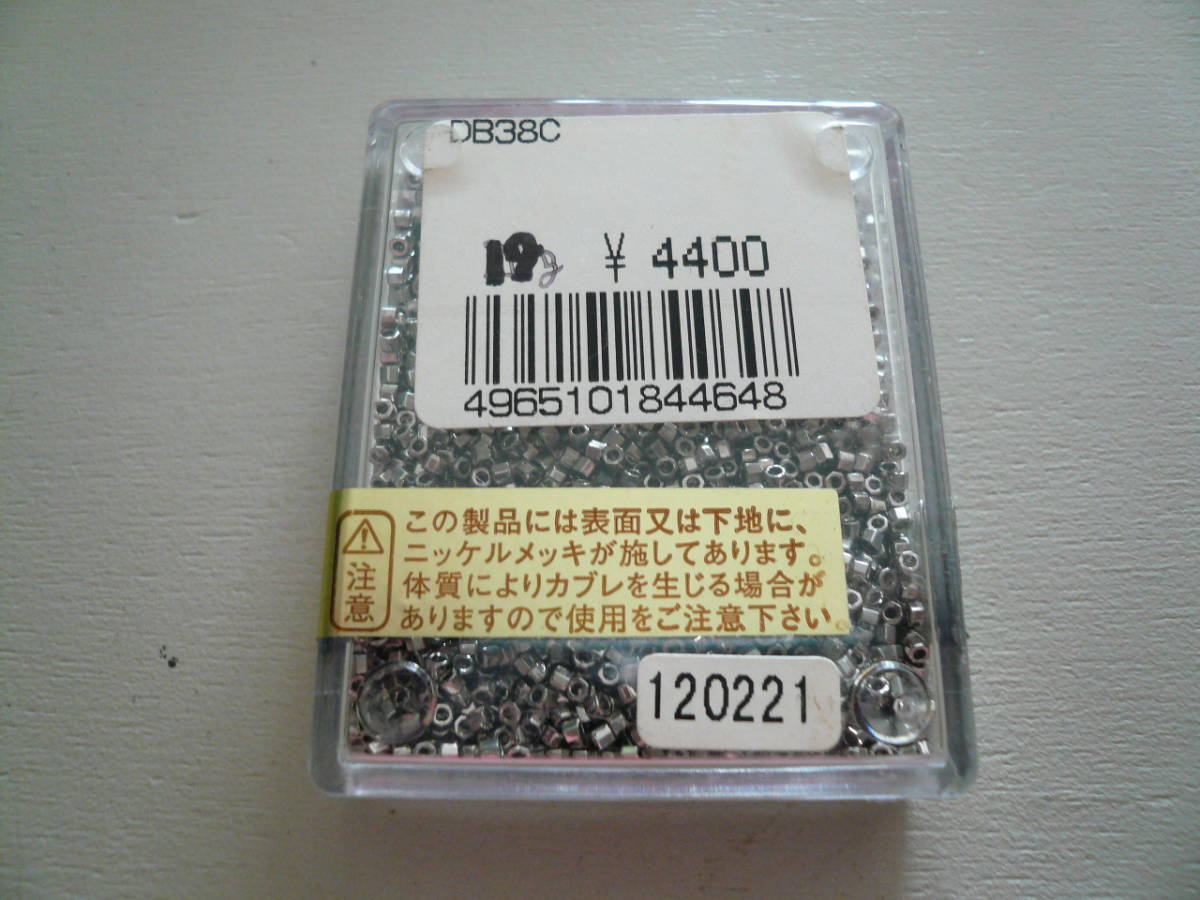 DB38C
19g ¥ 4400
4965101844648
この製品には表面又は下地に、
ニッケルメッキが施してあります。
体質によりカブレを生じる場合が
ありますので使用をご注意下さい。
注意
120221